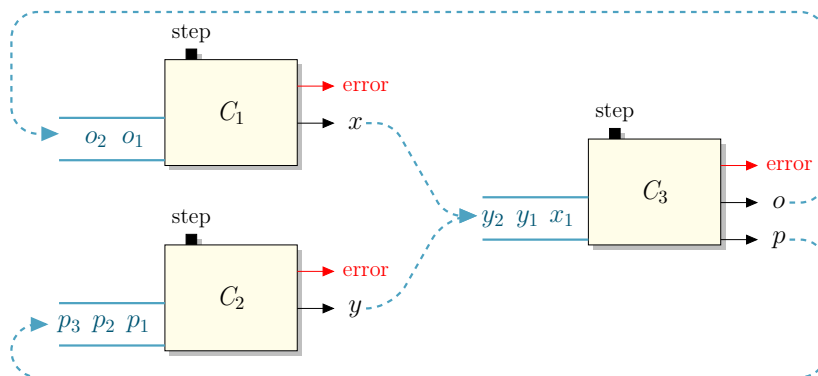 step
C₁
error
o₂ o₁
x
step
C₂
error
p₃ p₂ p₁
y
step
C₃
error
y₂ y₁ x₁
o
p